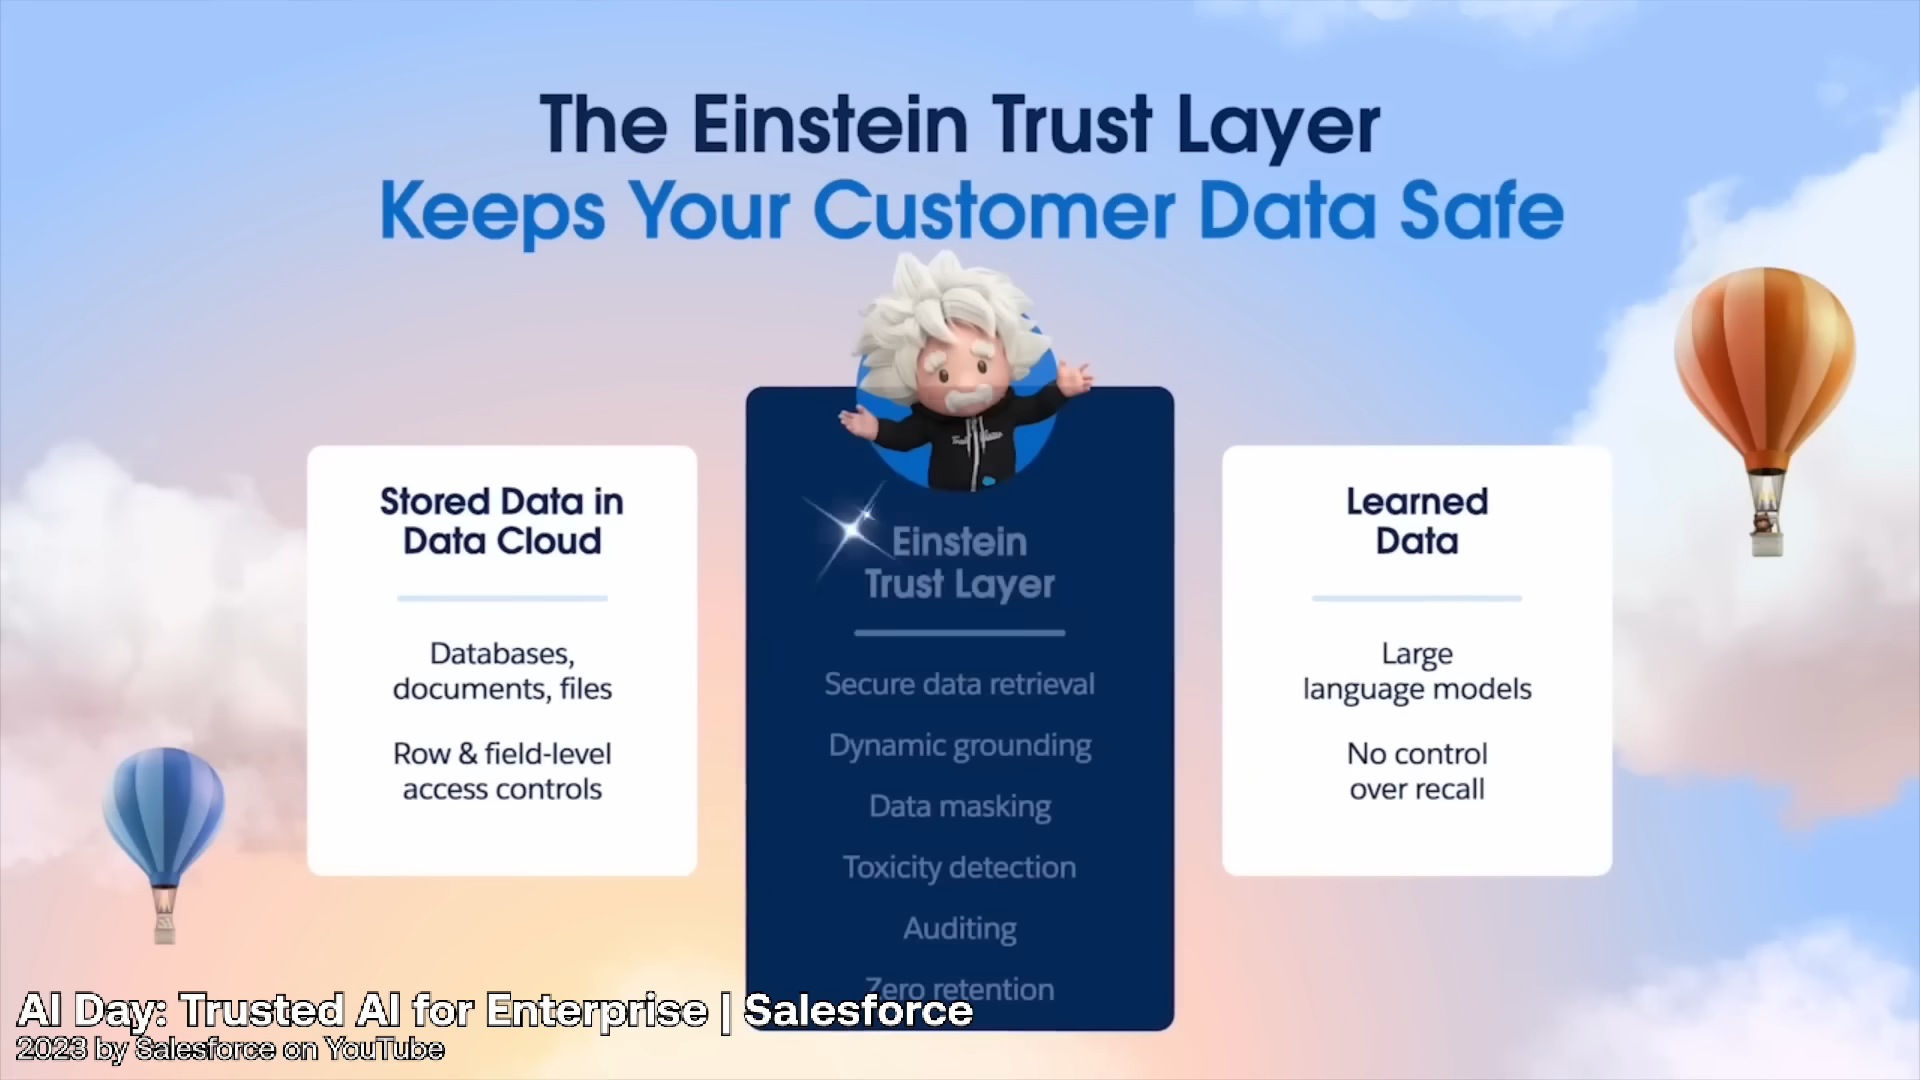 The Einstein Trust Layer
Keeps Your Customer Data Safe
Stored Data in
Data Cloud
Databases,
documents, files
Row & field-level
access controls
Einstein
Trust Layer
Secure data retrieval
Dynamic grounding
Data masking
Toxicity detection
Auditing
Zero retention
Learned
Data
Large
language models
No control
over recall
AI Day: Trusted AI for Enterprise | Salesforce
2023 by Salesforce on YouTube